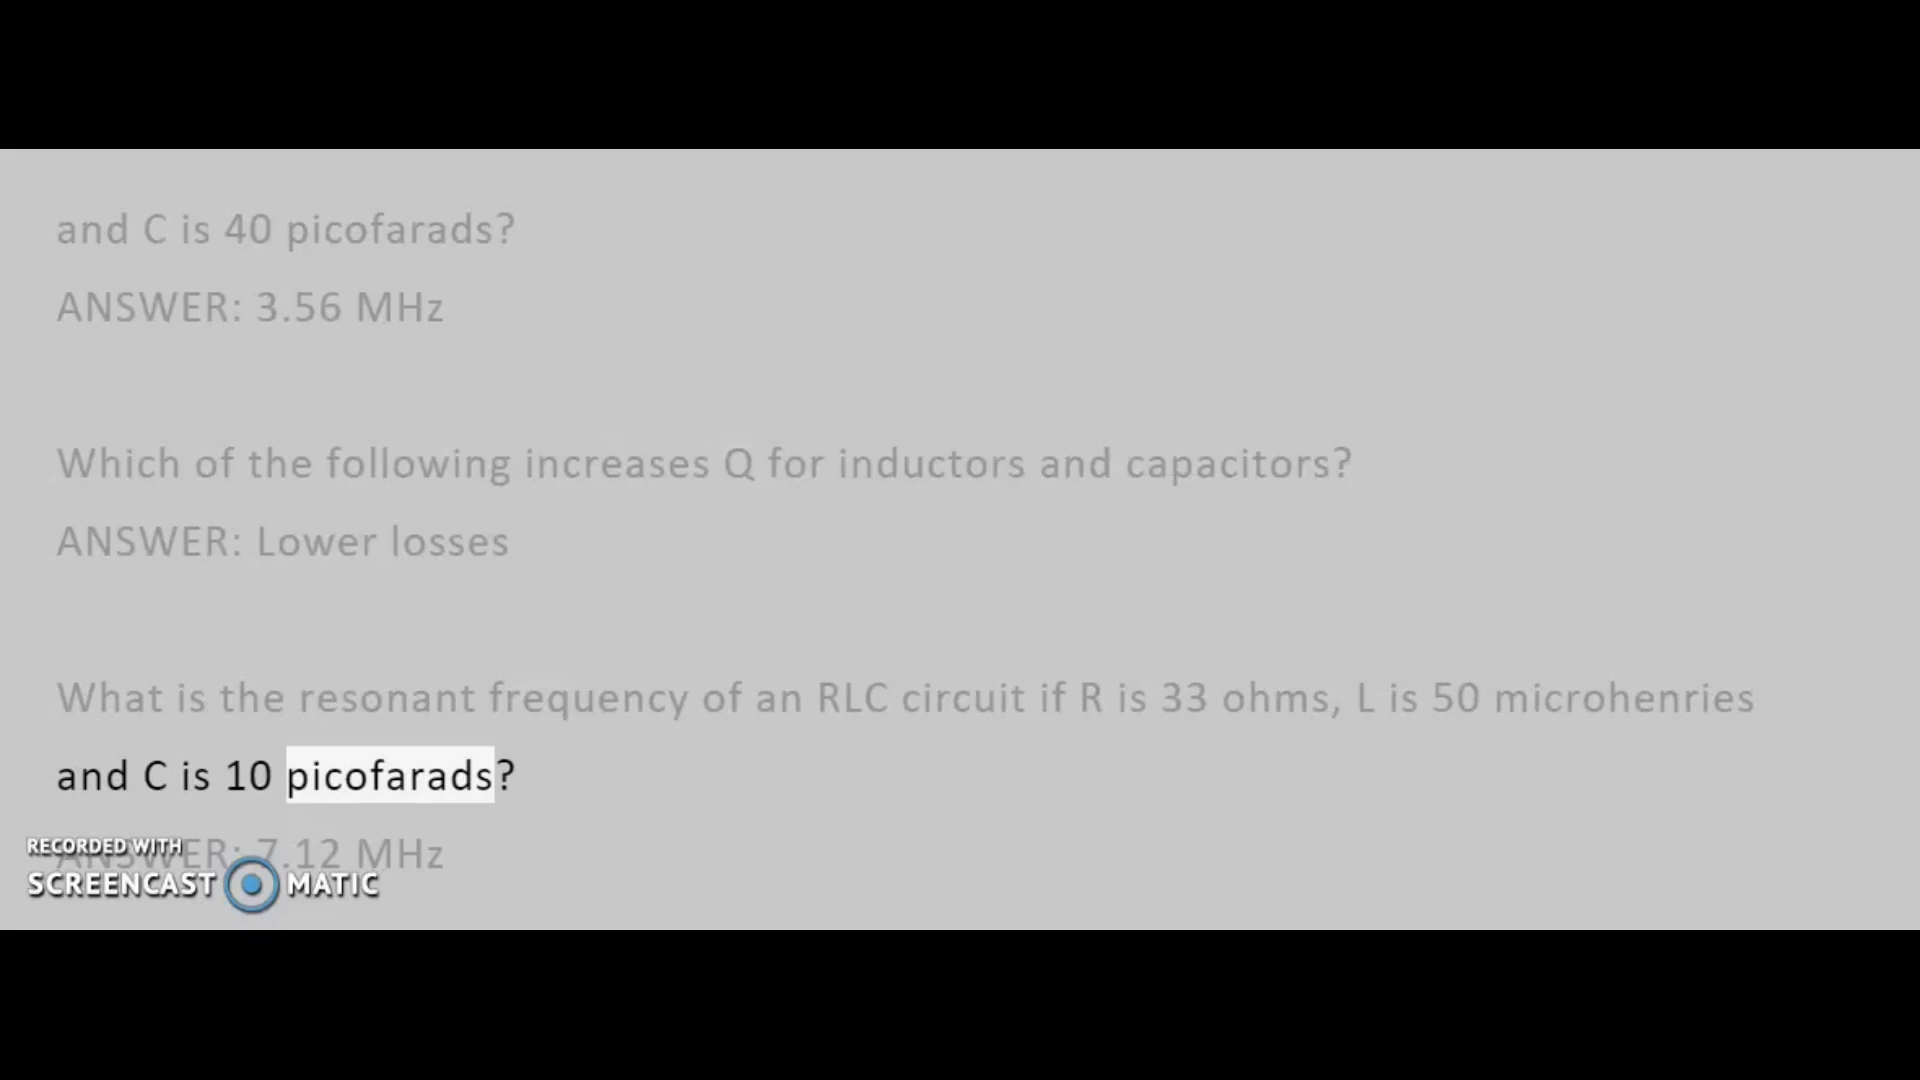 and C is 40 picofarads?
ANSWER: 3.56 MHz
Which of the following increases Q for inductors and capacitors?
ANSWER: Lower losses
What is the resonant frequency of an RLC circuit if R is 33 ohms, L is 50 microhenries
and C is 10 picofarads?
ANSWER: 7.12 MHz
RECORDED WITH
SCREENCAST MATIC